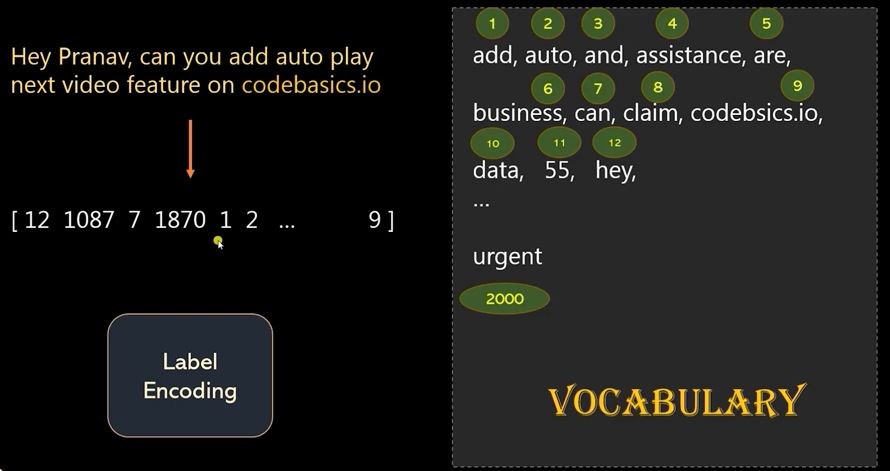 Hey Pranav, can you add auto play
next video feature on codebasics.io
[ 12 1087 7 1870 1 2 ... 9 ]
Label
Encoding
1 2 3 4 5
add, auto, and, assistance, are,
6 7 8 9
business, can, claim, codebsics.io,
10 11 12
data, 55, hey,
...
urgent
2000
VOCABULARY